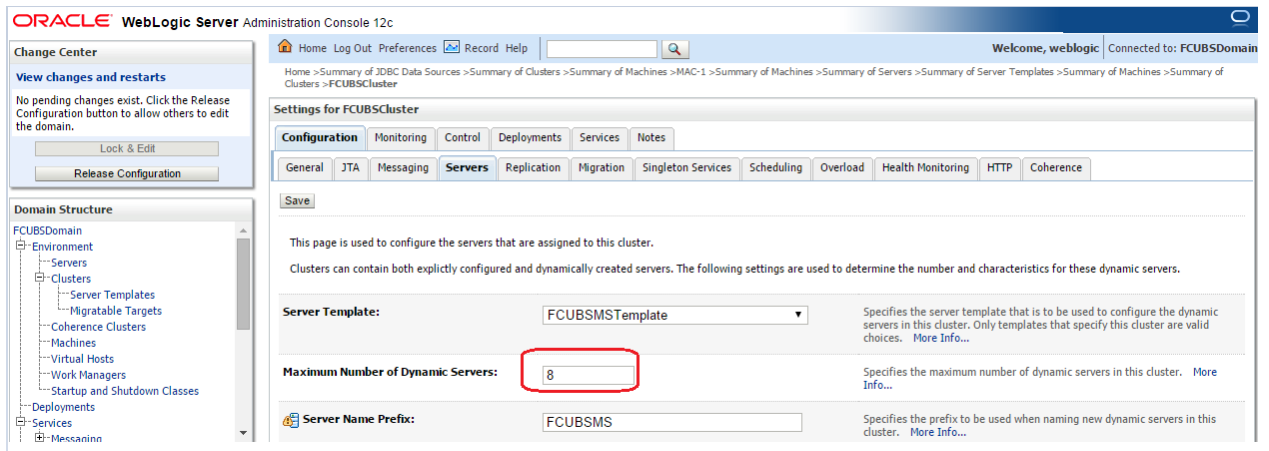 ORACLE WebLogic Server Administration Console 12c
Change Center
View changes and restarts
No pending changes exist. Click the Release
Configuration button to allow others to edit
the domain.
Lock & Edit
Release Configuration
Domain Structure
FCUBSDomain
Environment
Servers
Clusters
Server Templates
Migratable Targets
Coherence Clusters
Machines
Virtual Hosts
Work Managers
Startup and Shutdown Classes
Deployments
Services
Messaging
Home Log Out Preferences Record Help
Welcome, weblogic Connected to: FCUBSDomain
Home >Summary of JDBC Data Sources >Summary of Clusters >Summary of Machines >MAC-1 >Summary of Machines >Summary of Servers >Summary of Server Templates >Summary of Machines >Summary of
Clusters >FCUBSCluster
Settings for FCUBSCluster
Configuration Monitoring Control Deployments Services Notes
General JTA Messaging Servers Replication Migration Singleton Services Scheduling Overload Health Monitoring HTTP Coherence
Save
This page is used to configure the servers that are assigned to this cluster.
Clusters can contain both explictly configured and dynamically created servers. The following settings are used to determine the number and characteristics for these dynamic servers.
Server Template:
FCUBSMSTemplate
Specifies the server template that is to be used to configure the dynamic
servers in this cluster. Only templates that specify this cluster are valid
choices. More Info...
Maximum Number of Dynamic Servers:
8
Specifies the maximum number of dynamic servers in this cluster. More
Info...
Server Name Prefix:
FCUBSMS
Specifies the prefix to be used when naming new dynamic servers in this
cluster. More Info...